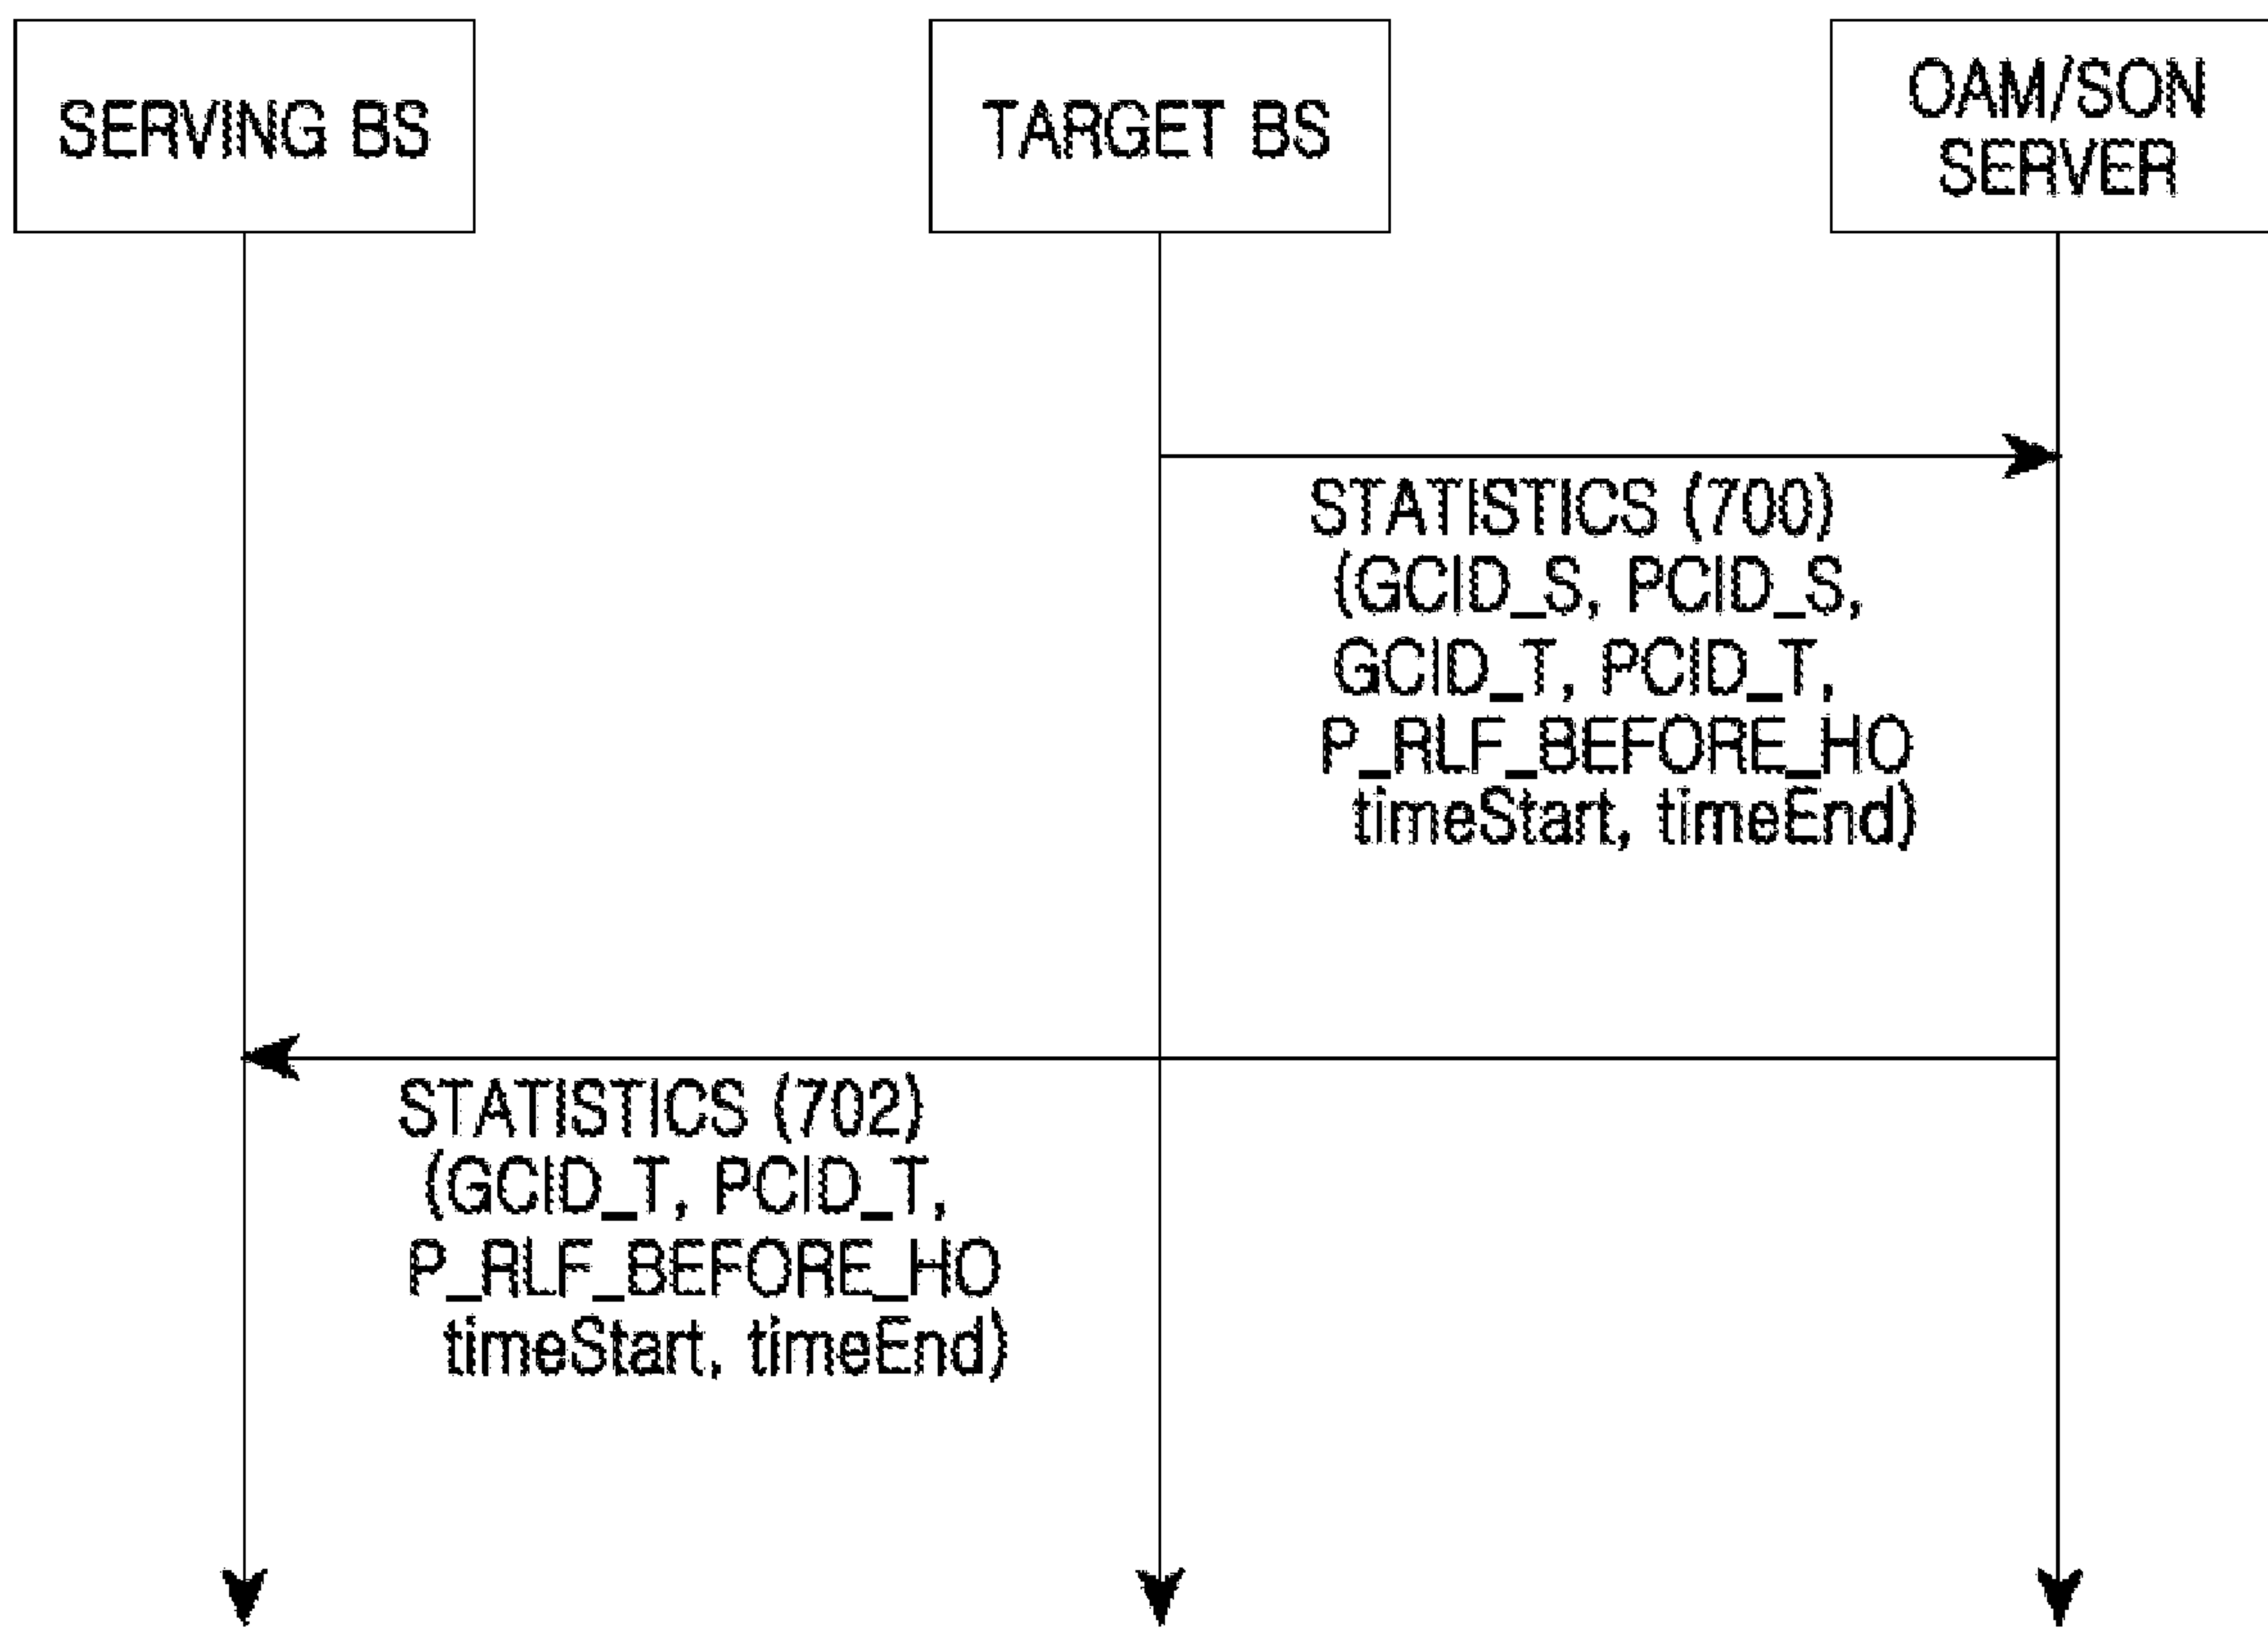 SERVING BS
TARGET BS
OAM/SON
SERVER
STATISTICS (700)
(GCID_S, PCID_S,
GCID_T, PCID_T,
P_RLF_BEFORE_HO
timeStart, timeEnd)
STATISTICS (702)
(GCID_T, PCID_T,
P_RLF_BEFORE_HO
timeStart, timeEnd)